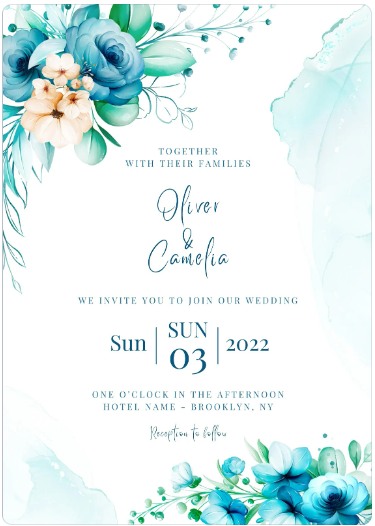 TOGETHER
WITH THEIR FAMILIES
Oliver
&
Camelia
WE INVITE YOU TO JOIN OUR WEDDING
Sun | SUN 03 | 2022
ONE O'CLOCK IN THE AFTERNOON
HOTEL NAME - BROOKLYN, NY
Reception to follow